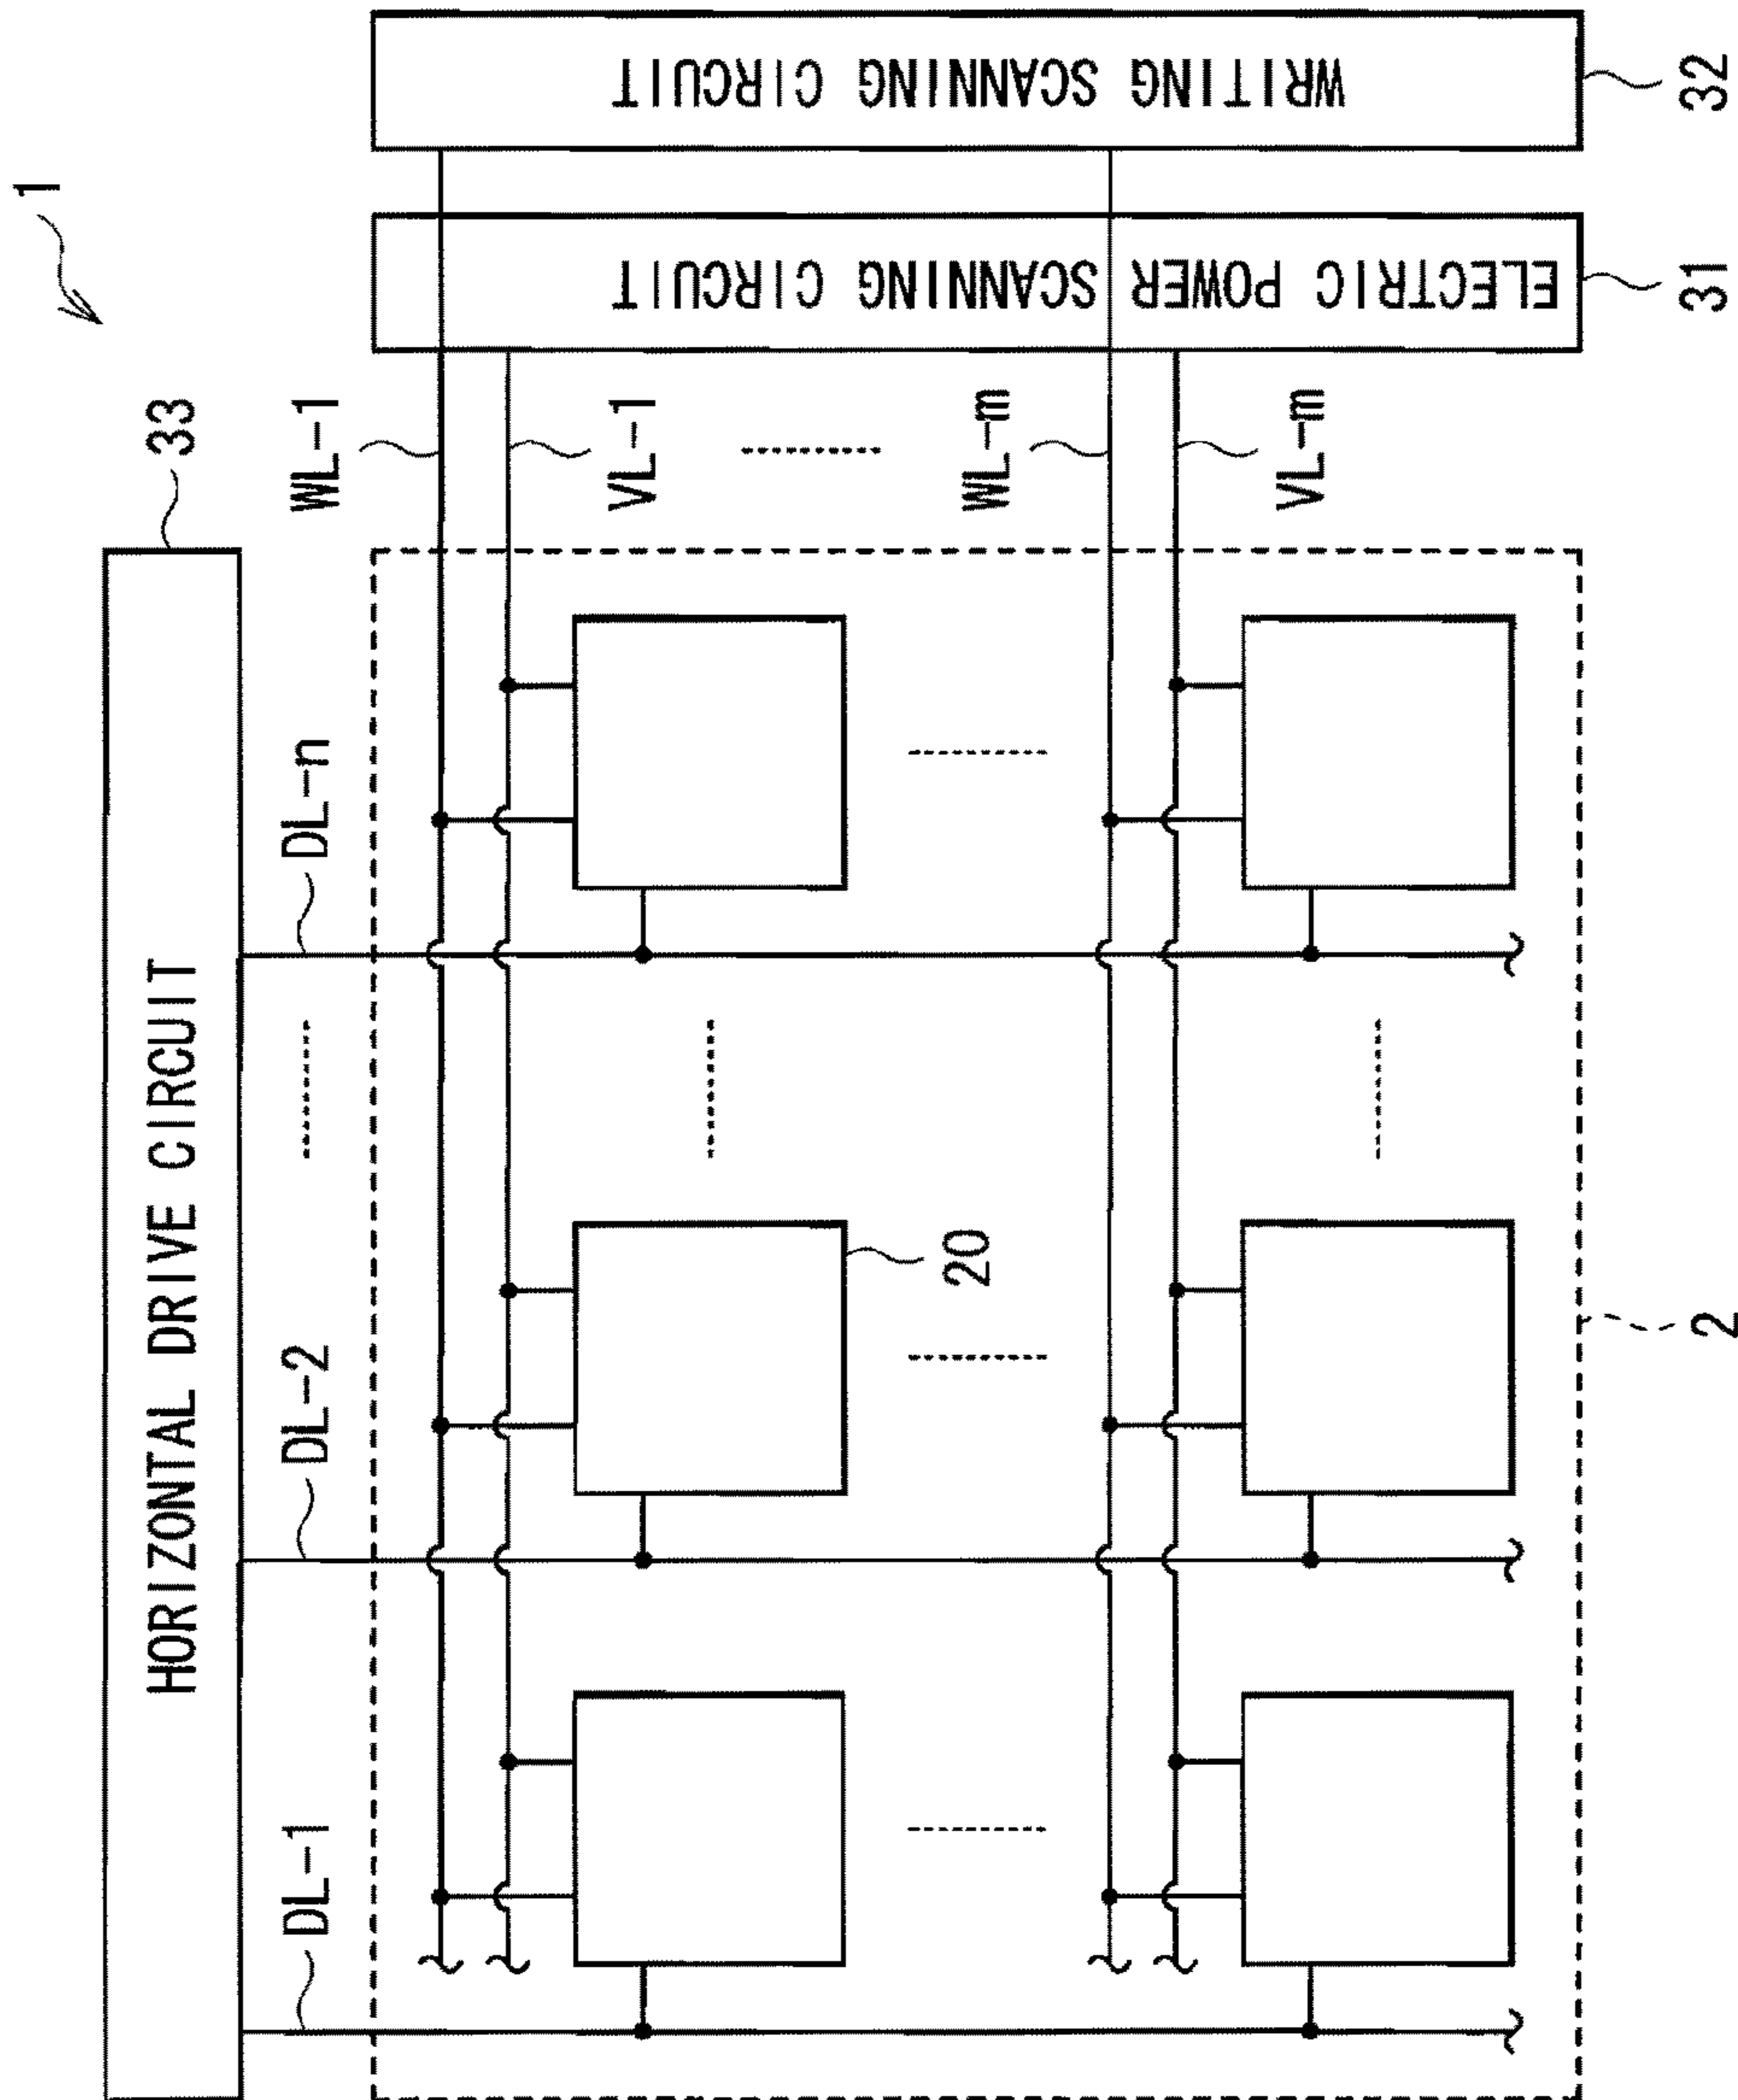 1
33
HORIZONTAL DRIVE CIRCUIT
DL-1
DL-2
DL-n
WL-1
VL-1
WL-m
VL-m
20
2
ELECTRIC POWER SCANNING CIRCUIT
31
WRITING SCANNING CIRCUIT
32